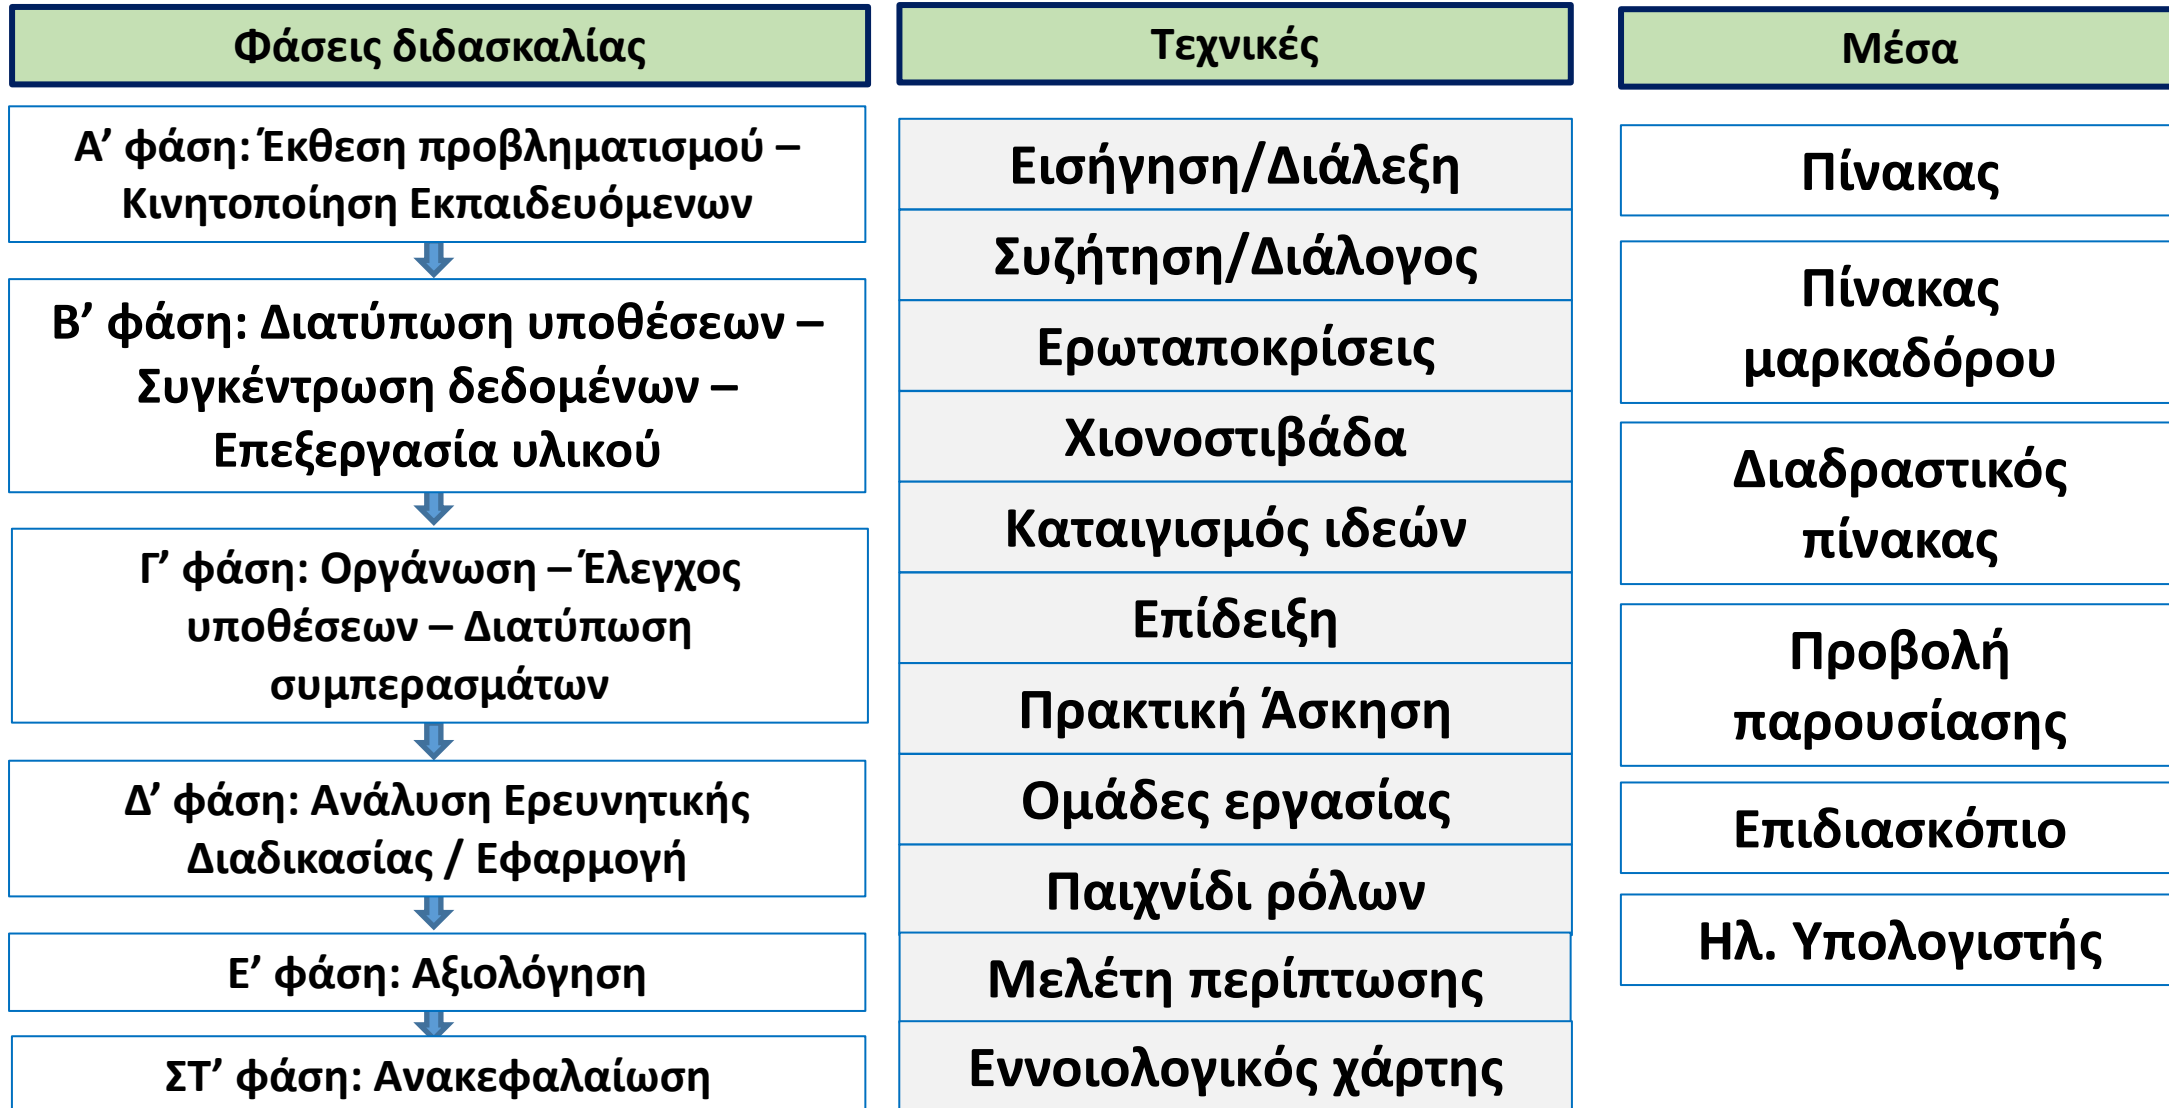 Φάσεις διδασκαλίας
Α’ φάση: Έκθεση προβληματισμού –
Κινητοποίηση Εκπαιδευόμενων
Β’ φάση: Διατύπωση υποθέσεων –
Συγκέντρωση δεδομένων –
Επεξεργασία υλικού
Γ’ φάση: Οργάνωση – Έλεγχος
υποθέσεων – Διατύπωση
συμπερασμάτων
Δ’ φάση: Ανάλυση Ερευνητικής
Διαδικασίας / Εφαρμογή
Ε’ φάση: Αξιολόγηση
ΣΤ’ φάση: Ανακεφαλαίωση
Τεχνικές
Εισήγηση/Διάλεξη
Συζήτηση/Διάλογος
Ερωταποκρίσεις
Χιονοστιβάδα
Καταιγισμός ιδεών
Επίδειξη
Πρακτική Άσκηση
Ομάδες εργασίας
Παιχνίδι ρόλων
Μελέτη περίπτωσης
Εννοιολογικός χάρτης
Μέσα
Πίνακας
Πίνακας
μαρκαδόρου
Διαδραστικός
πίνακας
Προβολή
παρουσίασης
Επιδιασκόπιο
Ηλ. Υπολογιστής